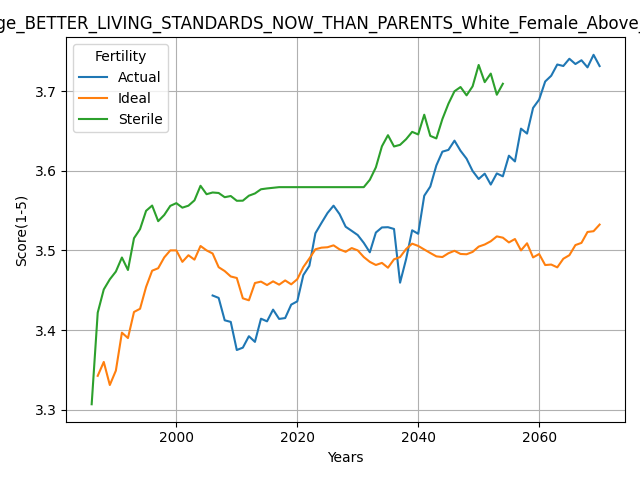 ge_BETTER_LIVING_STANDARDS_NOW_THAN_PARENTS_White_Female_Above_
Fertility
Actual
Ideal
Sterile
3.7
3.6
3.5
3.4
3.3
Score(1-5)
2000 2020 2040 2060
Years